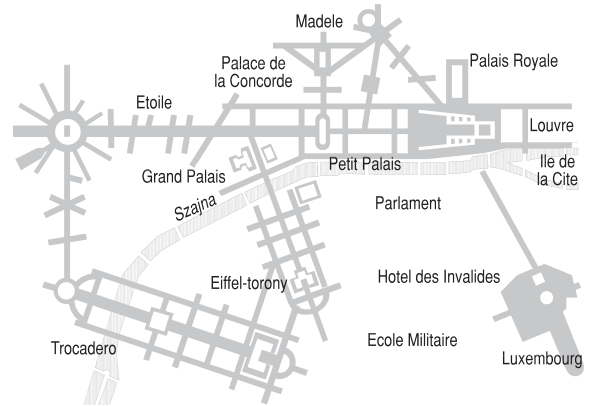 Madele
Palace de
la Concorde
Palais Royale
Etoile
Louvre
Grand Palais
Petit Palais
Ile de
la Cite
Szajna
Parlament
Eiffel-torony
Hotel des Invalides
Trocadero
Ecole Militaire
Luxembourg